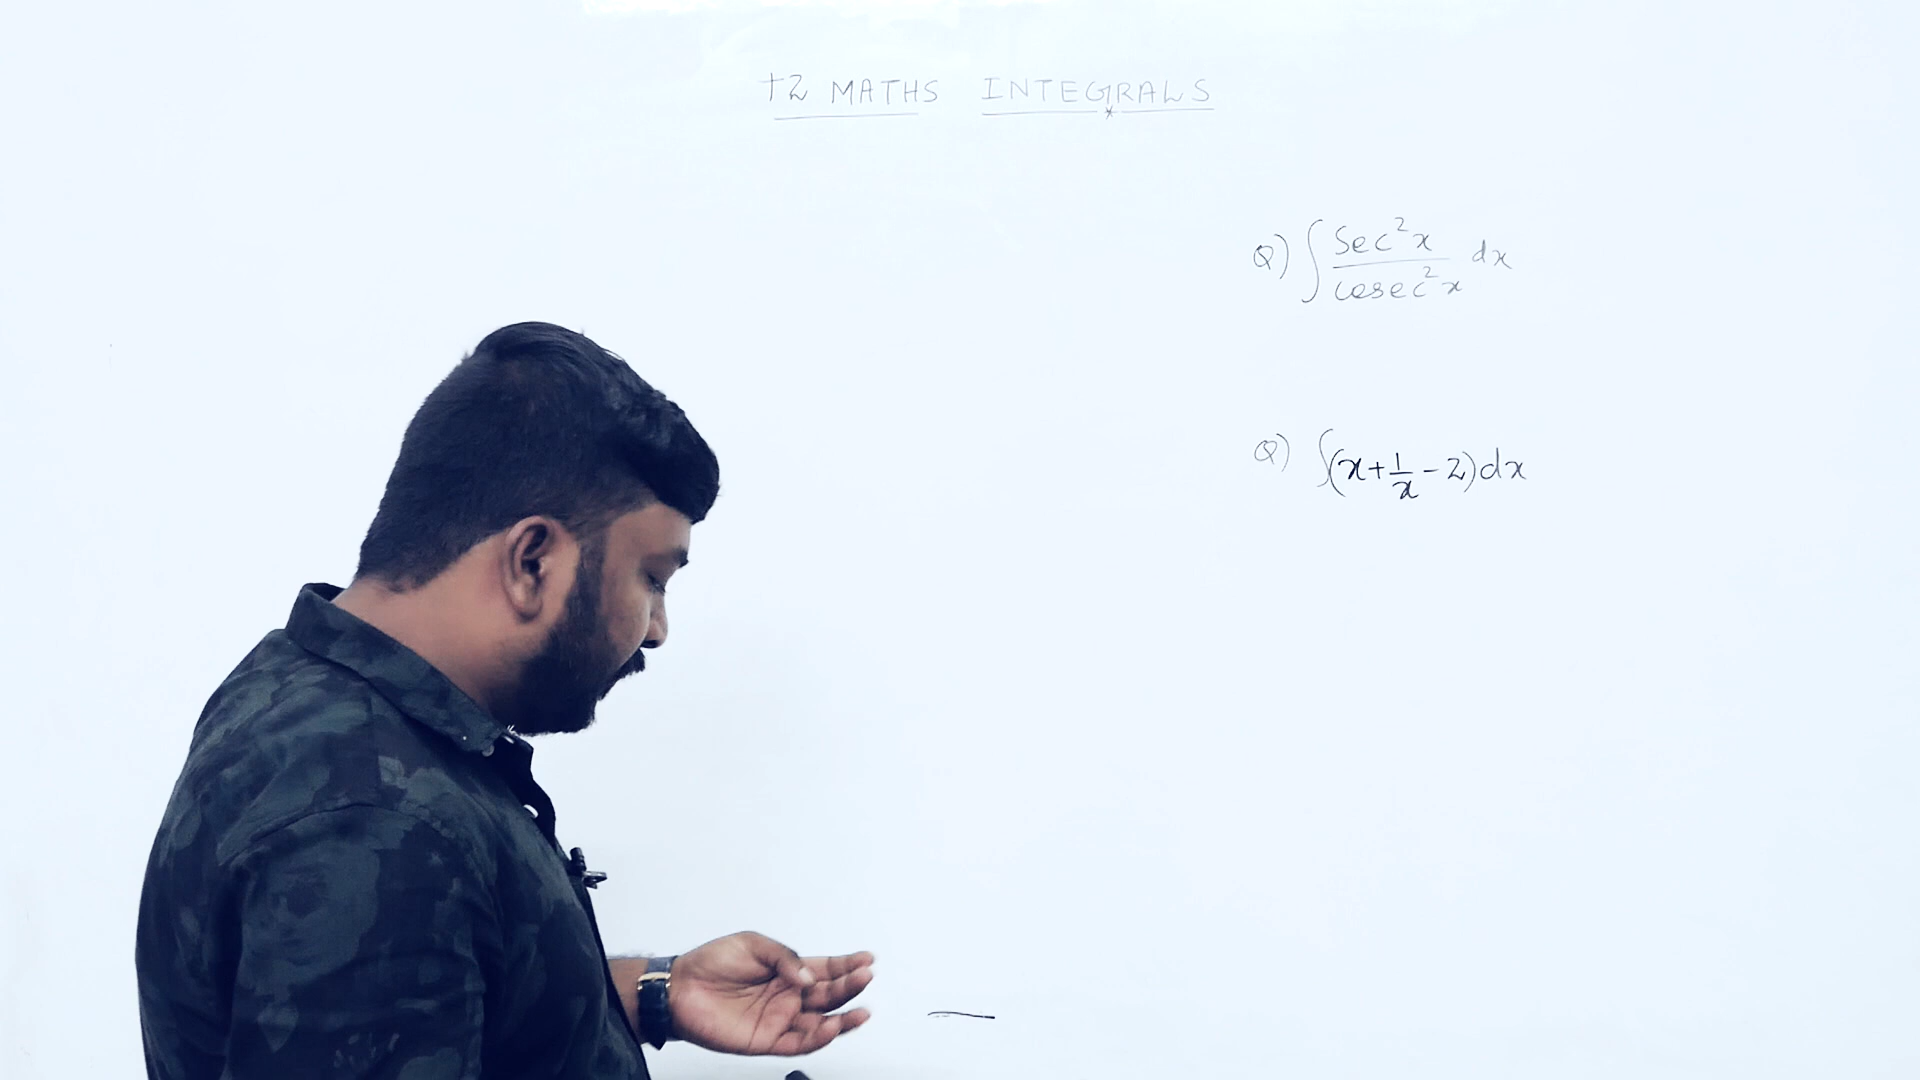 +2 MATHS INTEGRALS
Q) ∫ Sec²x / Cosec²x dx
Q) ∫(x + 1/x - 2)dx